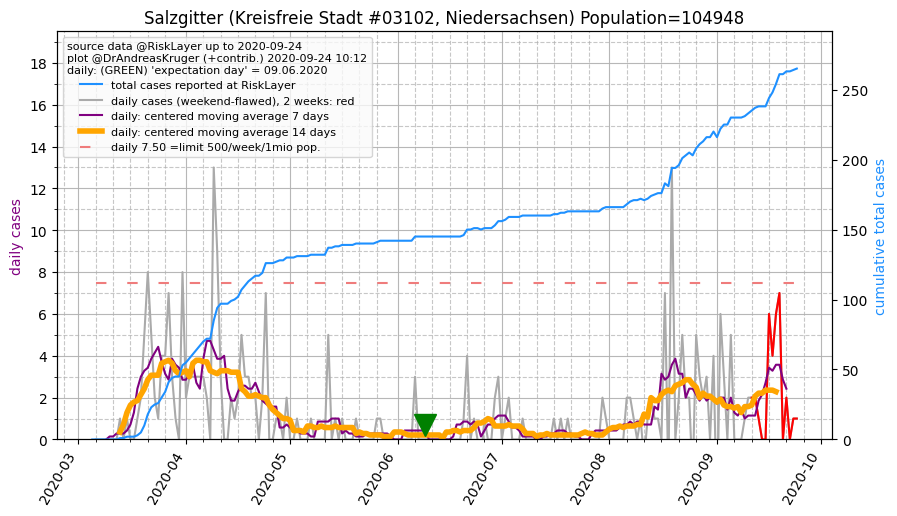 Salzgitter (Kreisfreie Stadt #03102, Niedersachsen) Population=104948
source data @RiskLayer up to 2020-09-24
plot @DrAndreasKruger (+contrib.) 2020-09-24 10:12
daily: (GREEN) 'expectation day' = 09.06.2020
total cases reported at RiskLayer
daily cases (weekend-flawed), 2 weeks: red
daily: centered moving average 7 days
daily: centered moving average 14 days
daily 7.50 =limit 500/week/1mio pop.
daily cases
18
16
14
12
10
8
6
4
2
0
250
200
150
100
50
0
cumulative total cases
2020-03
2020-04
2020-05
2020-06
2020-07
2020-08
2020-09
2020-10